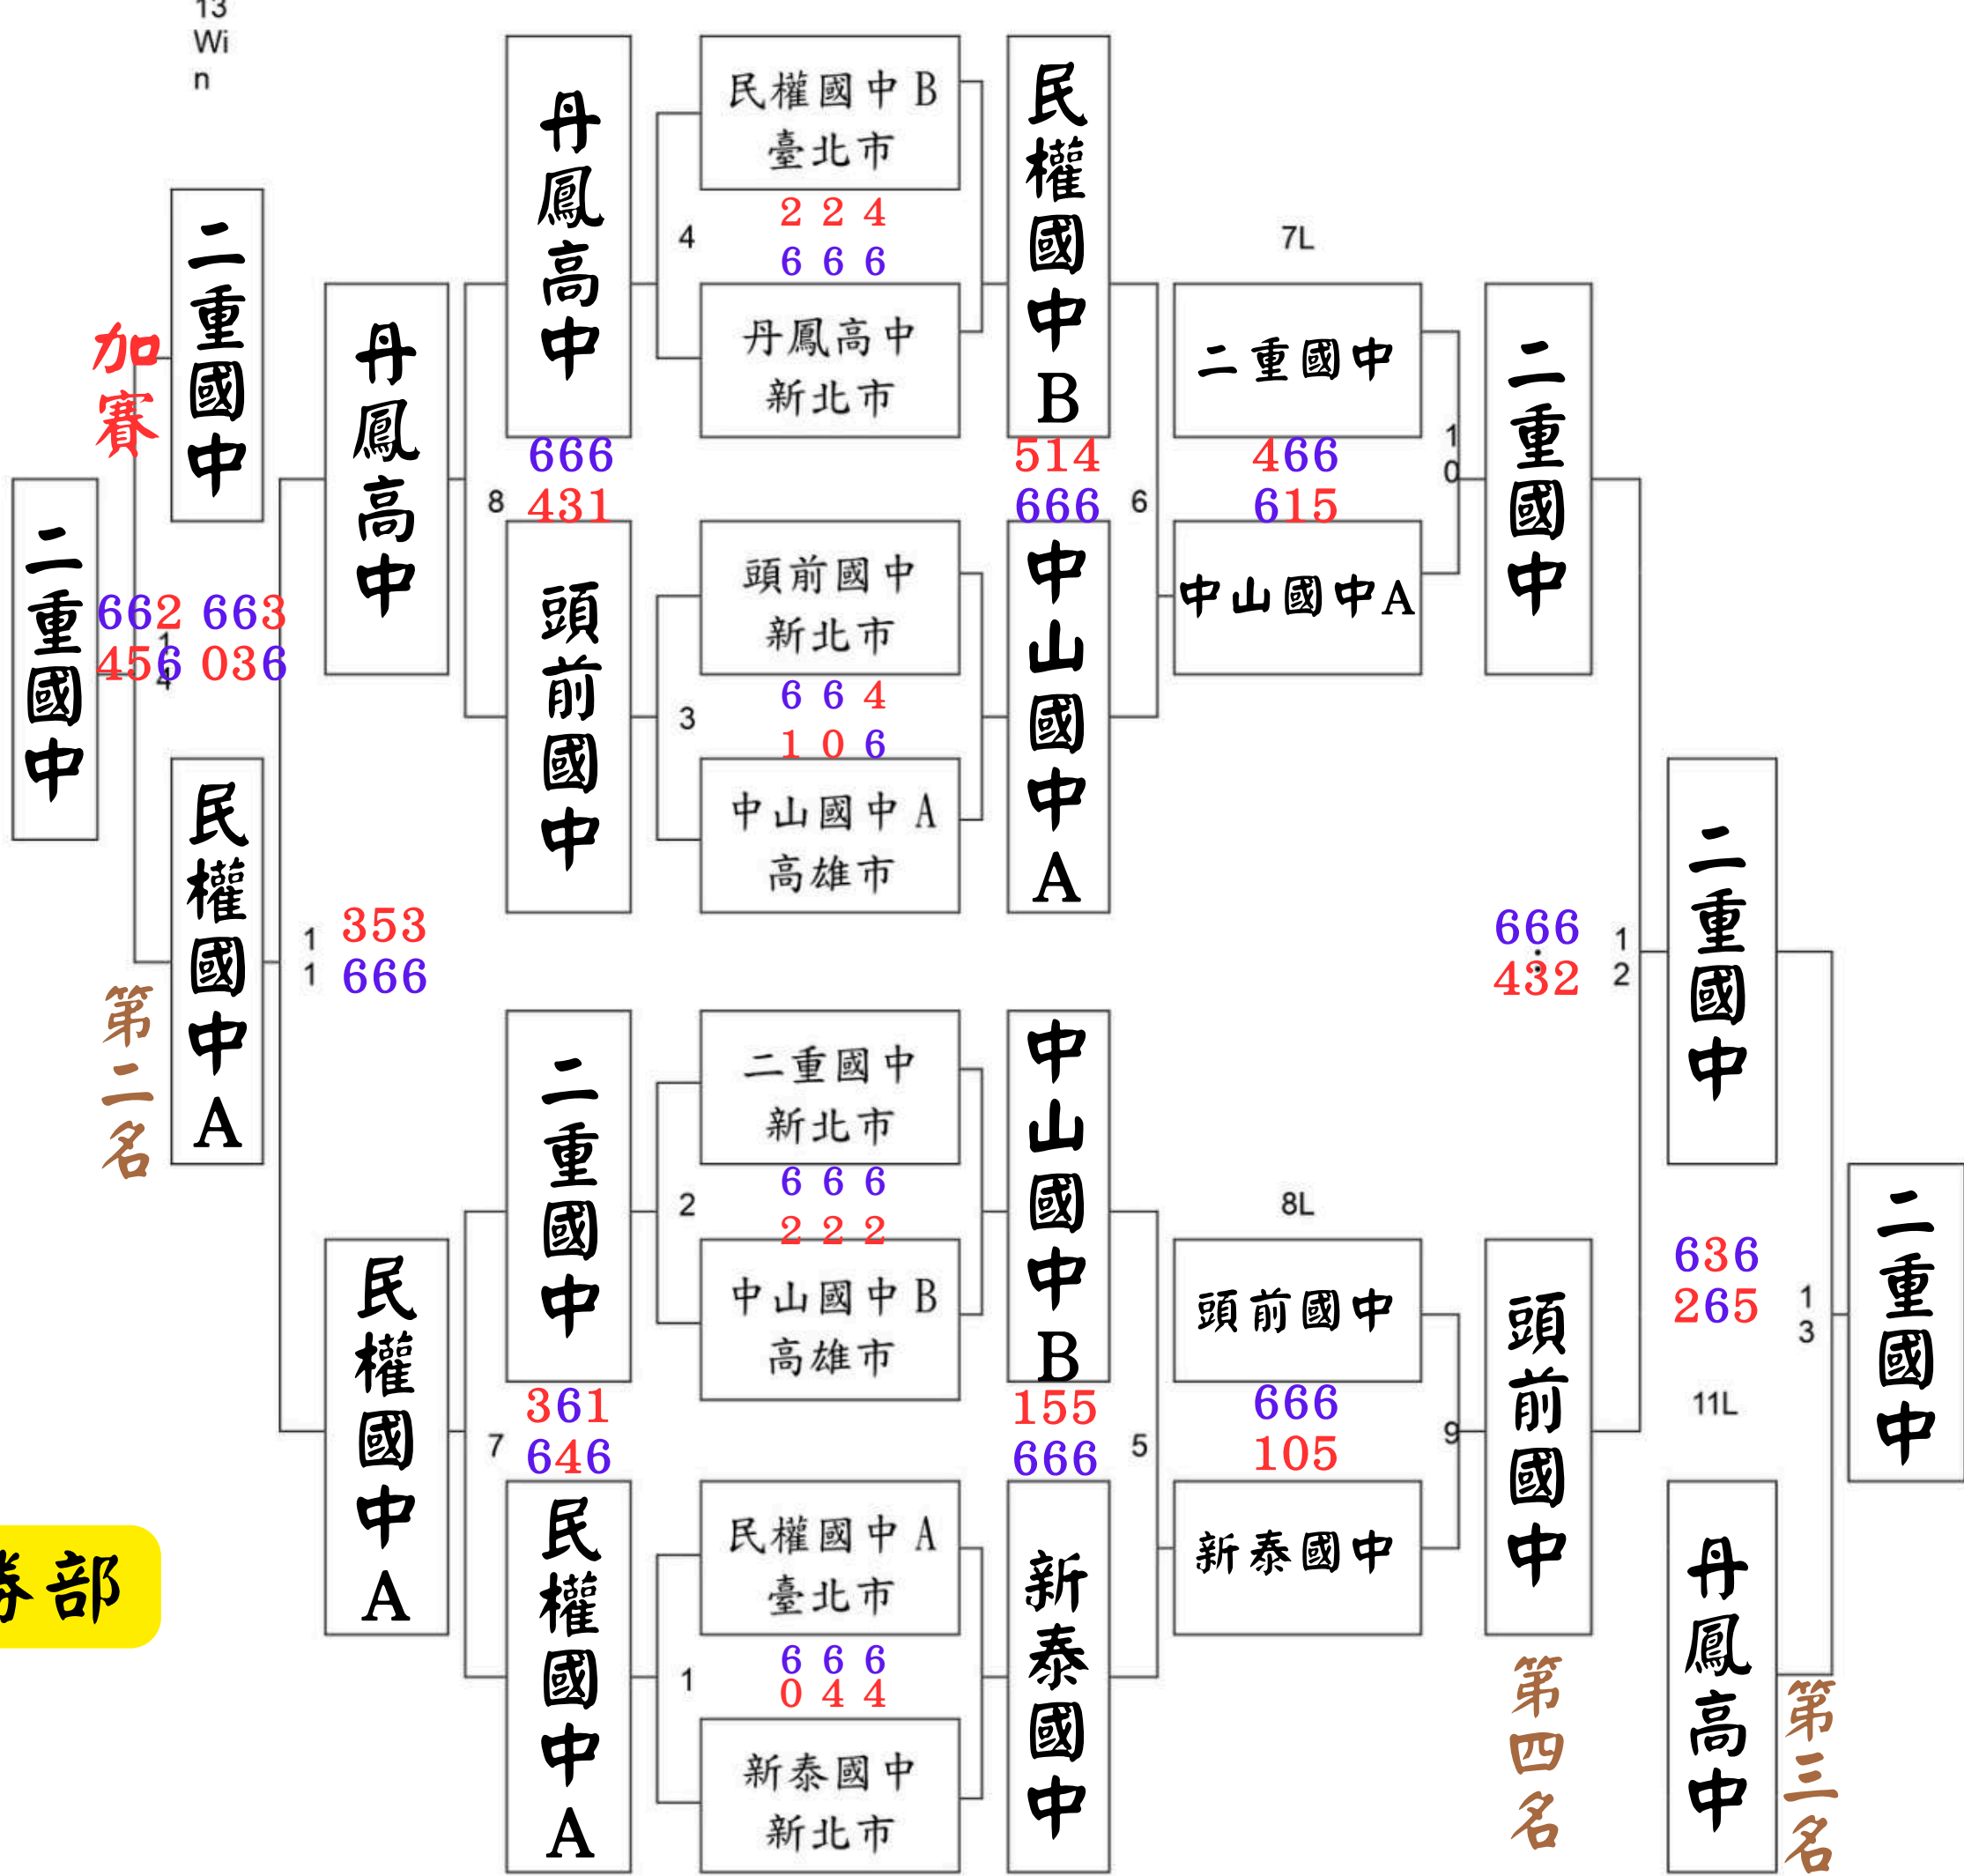 13
Wi
n
二重國中
加賽
二重國中
662 663
456 036
14
民權國中A
第二名
丹鳳高中
11
353
666
民權國中A
勝部
丹鳳高中
666
8
431
頭前國中
二重國中
361
7
646
民權國中A
民權國中B
臺北市
2 2 4
4
6 6 6
丹鳳高中
新北市
頭前國中
新北市
6 6 4
3
1 0 6
中山國中A
高雄市
二重國中
新北市
6 6 6
2
2 2 2
中山國中B
高雄市
民權國中A
臺北市
6 6 6
1
0 4 4
新泰國中
新北市
民權國中B
514
666
6
中山國中A
中山國中B
155
666
5
新泰國中
7L
二重國中
466
10
615
中山國中A
8L
頭前國中
666
105
9
新泰國中
二重國中
666
:
432
12
頭前國中
第四名
二重國中
636
265
13
11L
丹鳳高中
第三名
二重國中